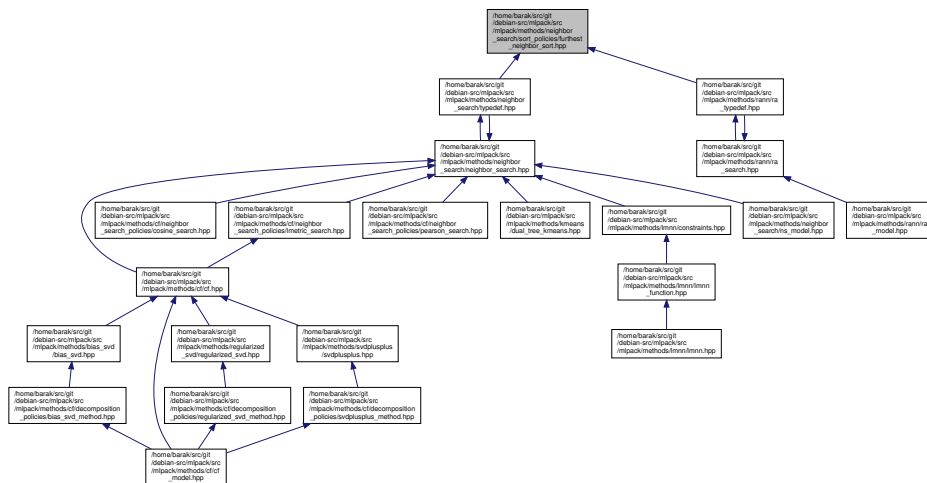 /home/barak/src/git
/debian-src/mlpack/src
/mlpack/methods/neighbor
_search/sort_policies/furthest
_neighbor_sort.hpp
/home/barak/src/git
/debian-src/mlpack/src
/mlpack/methods/neighbor
_search/typedef.hpp
/home/barak/src/git
/debian-src/mlpack/src
/mlpack/methods/rann/ra
_typedef.hpp
/home/barak/src/git
/debian-src/mlpack/src
/mlpack/methods/neighbor
_search/neighbor_search.hpp
/home/barak/src/git
/debian-src/mlpack/src
/mlpack/methods/rann/ra
_search.hpp
/home/barak/src/git
/debian-src/mlpack/src
/mlpack/methods/cf/neighbor
_search_policies/cosine_search.hpp
/home/barak/src/git
/debian-src/mlpack/src
/mlpack/methods/cf/neighbor
_search_policies/lmetric_search.hpp
/home/barak/src/git
/debian-src/mlpack/src
/mlpack/methods/cf/neighbor
_search_policies/pearson_search.hpp
/home/barak/src/git
/debian-src/mlpack/src
/mlpack/methods/kmeans
/dual_tree_kmeans.hpp
/home/barak/src/git
/debian-src/mlpack/src
/mlpack/methods/lmnn/constraints.hpp
/home/barak/src/git
/debian-src/mlpack/src
/mlpack/methods/neighbor
_search/ns_model.hpp
/home/barak/src/git
/debian-src/mlpack/src
/mlpack/methods/rann/ra
_model.hpp
/home/barak/src/git
/debian-src/mlpack/src
/mlpack/methods/cf/cf.hpp
/home/barak/src/git
/debian-src/mlpack/src
/mlpack/methods/lmnn/lmnn
_function.hpp
/home/barak/src/git
/debian-src/mlpack/src
/mlpack/methods/bias_svd
/bias_svd.hpp
/home/barak/src/git
/debian-src/mlpack/src
/mlpack/methods/regularized
_svd/regularized_svd.hpp
/home/barak/src/git
/debian-src/mlpack/src
/mlpack/methods/svdplusplus
/svdplusplus.hpp
/home/barak/src/git
/debian-src/mlpack/src
/mlpack/methods/lmnn/lmnn.hpp
/home/barak/src/git
/debian-src/mlpack/src
/mlpack/methods/cf/decomposition
_policies/bias_svd_method.hpp
/home/barak/src/git
/debian-src/mlpack/src
/mlpack/methods/cf/decomposition
_policies/regularized_svd_method.hpp
/home/barak/src/git
/debian-src/mlpack/src
/mlpack/methods/cf/decomposition
_policies/svdplusplus_method.hpp
/home/barak/src/git
/debian-src/mlpack/src
/mlpack/methods/cf/cf
_model.hpp